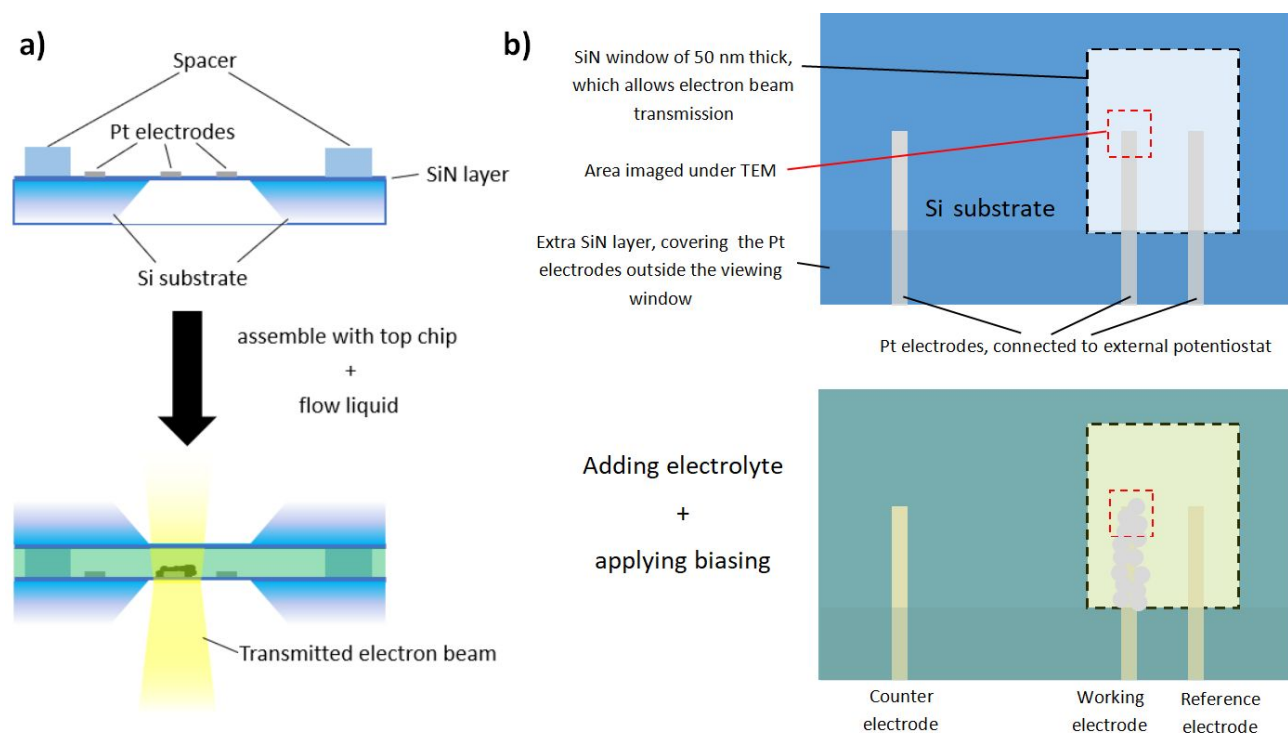 a)
Spacer
Pt electrodes
SiN layer
Si substrate
assemble with top chip
+
flow liquid
Transmitted electron beam
b)
SiN window of 50 nm thick,
which allows electron beam
transmission
Area imaged under TEM
Si substrate
Extra SiN layer, covering the Pt
electrodes outside the viewing
window
Pt electrodes, connected to external potentiostat
Adding electrolyte
+
applying biasing
Counter
electrode
Working
electrode
Reference
electrode